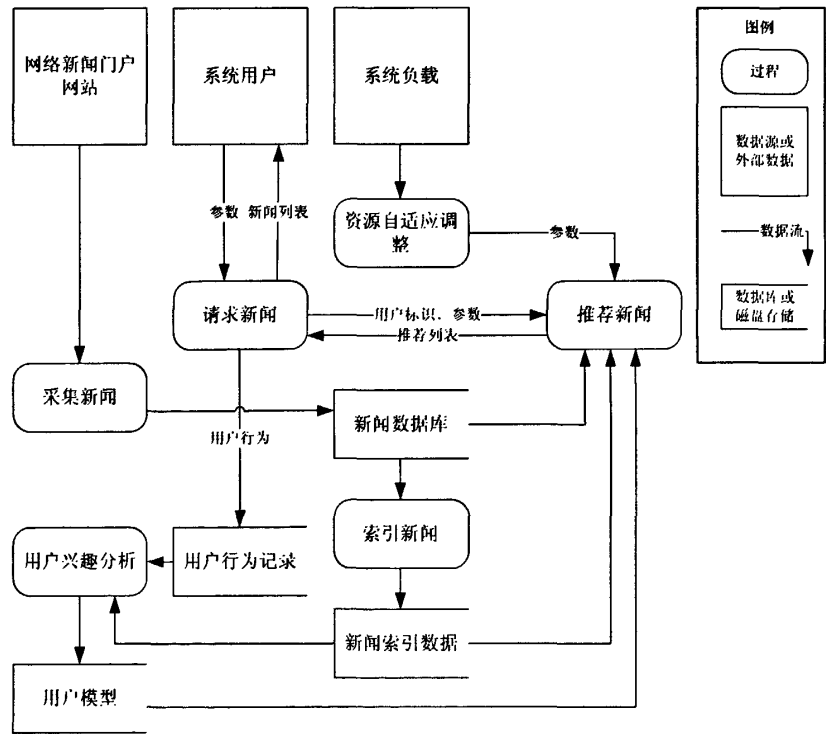 网络新闻门户
网站
系统用户
系统负载
图例
过程
数据源或
外部数据
数据流
数据库或
磁盘存储
参数
新闻列表
资源自适应调
整
参数
请求新闻
用户标识、参数
推荐列表
推荐新闻
采集新闻
用户行为
新闻数据库
索引新闻
用户兴趣分析
用户行为记录
新闻索引数据
用户模型